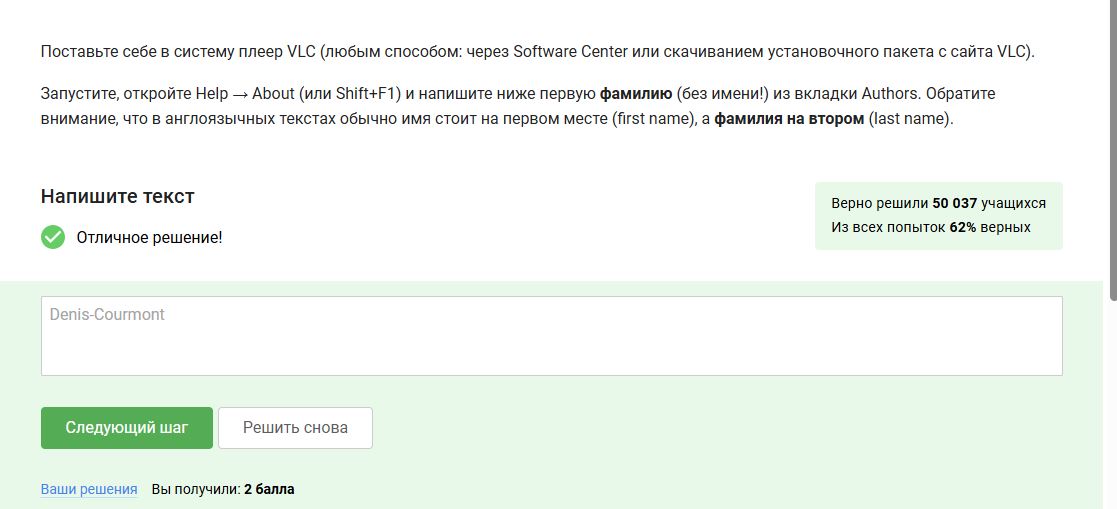 Поставьте себе в систему плеер VLC (любым способом: через Software Center или скачиванием установочного пакета с сайта VLC).
Запустите, откройте Help → About (или Shift+F1) и напишите ниже первую фамилию (без имени!) из вкладки Authors. Обратите
внимание, что в англоязычных текстах обычно имя стоит на первом месте (first name), а фамилия на втором (last name).
Напишите текст
Верно решили 50 037 учащихся
Из всех попыток 62% верных
Отличное решение!
Denis-Courmont
Следующий шаг
Решить снова
Ваши решения Вы получили: 2 балла